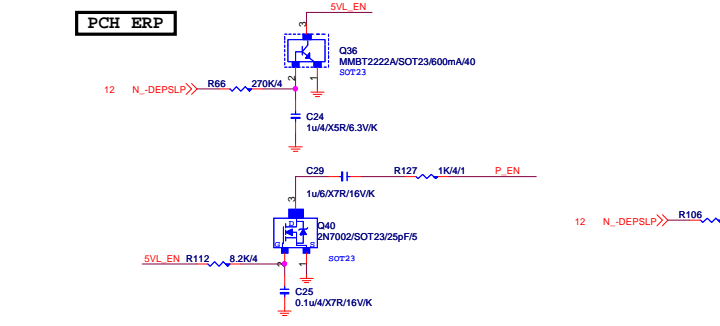 PCH ERP
5VL_EN
3
Q36
MMBT2222A/SOT23/600mA/40
SOT23
2
1
12 N_-DEPSLP R66 270K/4
C24
1u/4/X5R/6.3V/K
C29
1u/6/X7R/16V/K
R127 1K/4/1 P_EN
3
Q40
2N7002/SOT23/25pF/5
D
G S
SOT23
12 N_-DEPSLP R106
5VL_EN R112 8.2K/4
2
1
C25
0.1u/4/X7R/16V/K